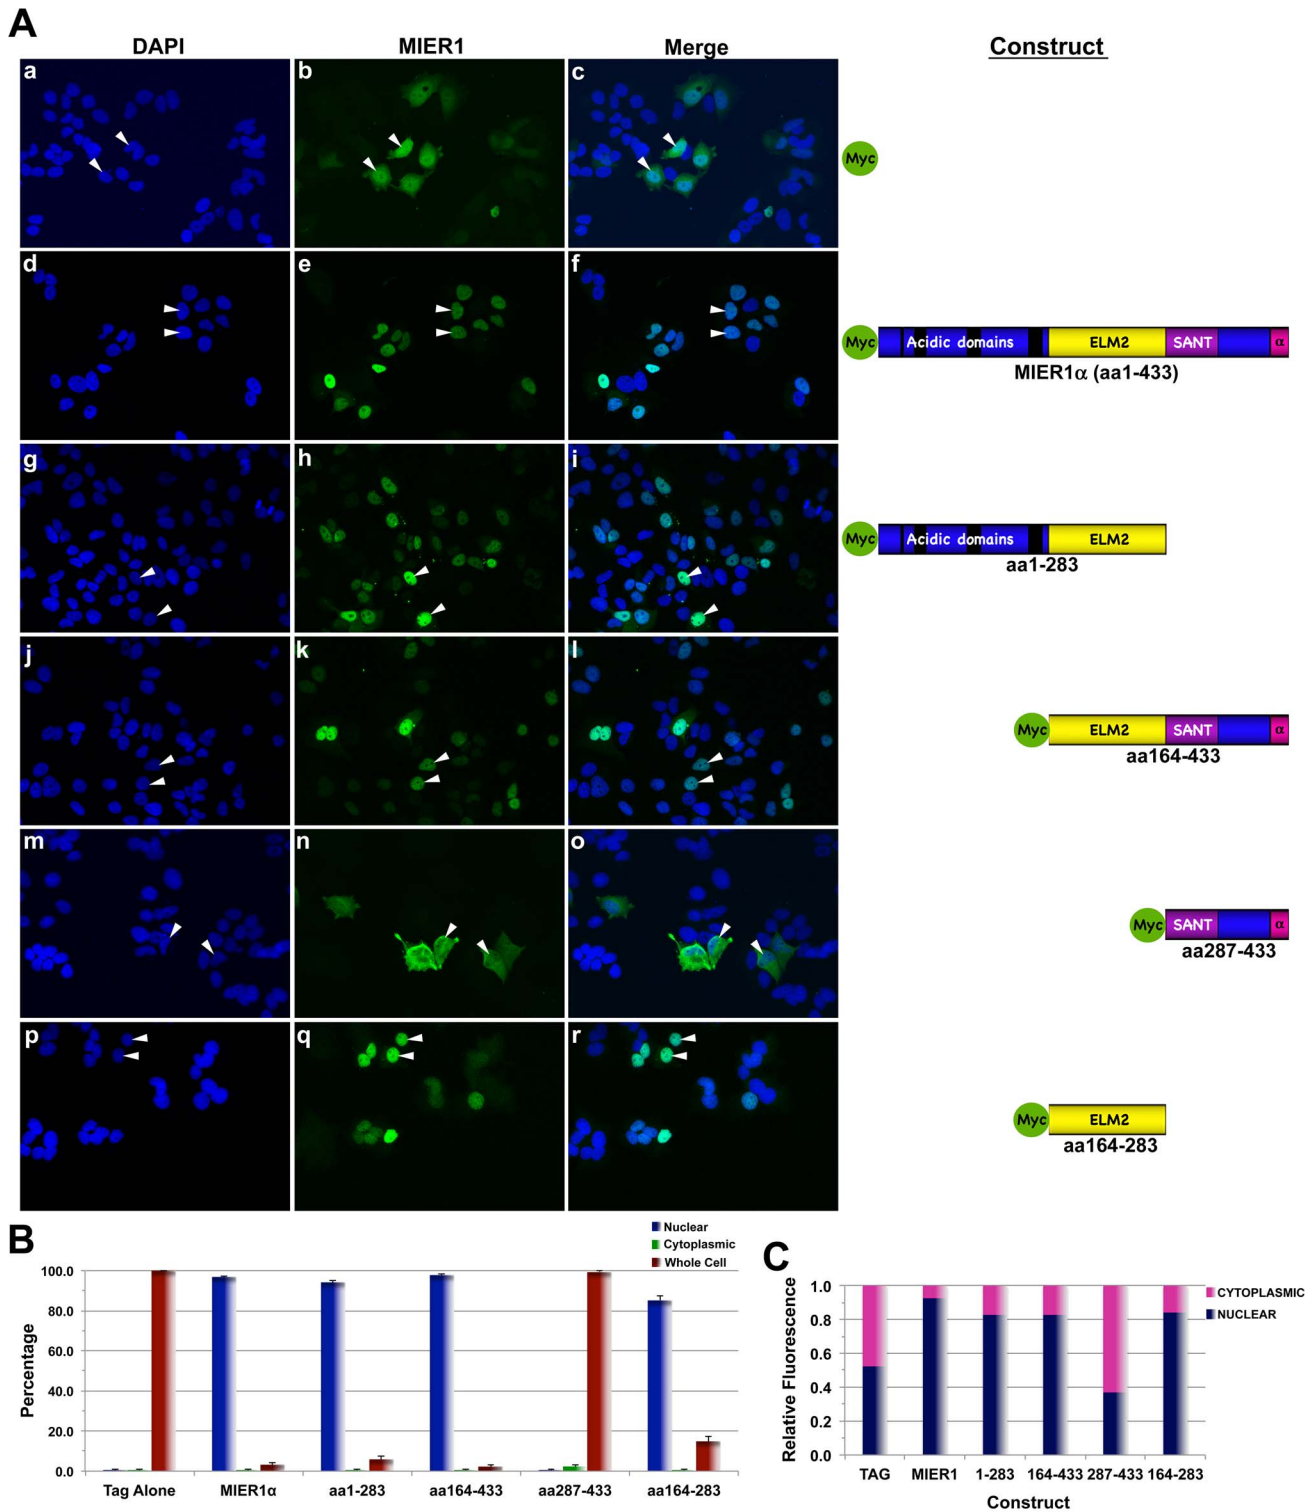 A
DAPI MIER1 Merge Construct
a b c
Myc
d e f
Myc Acidic domains ELM2 SANT α
MIER1α (aa1-433)
g h i
Myc Acidic domains ELM2
aa1-283
j k l
Myc ELM2 SANT α
aa164-433
m n o
Myc SANT α
aa287-433
p q r
Myc ELM2
aa164-283
B
Nuclear
Cytoplasmic
Whole Cell
Percentage
100.0
80.0
60.0
40.0
20.0
0.0
Tag Alone MIER1α aa1-283 aa164-433 aa287-433 aa164-283
C
CYTOPLASMIC
NUCLEAR
Relative Fluorescence
1.0
0.8
0.6
0.4
0.2
0.0
TAG MIER1 1-283 164-433 287-433 164-283
Construct